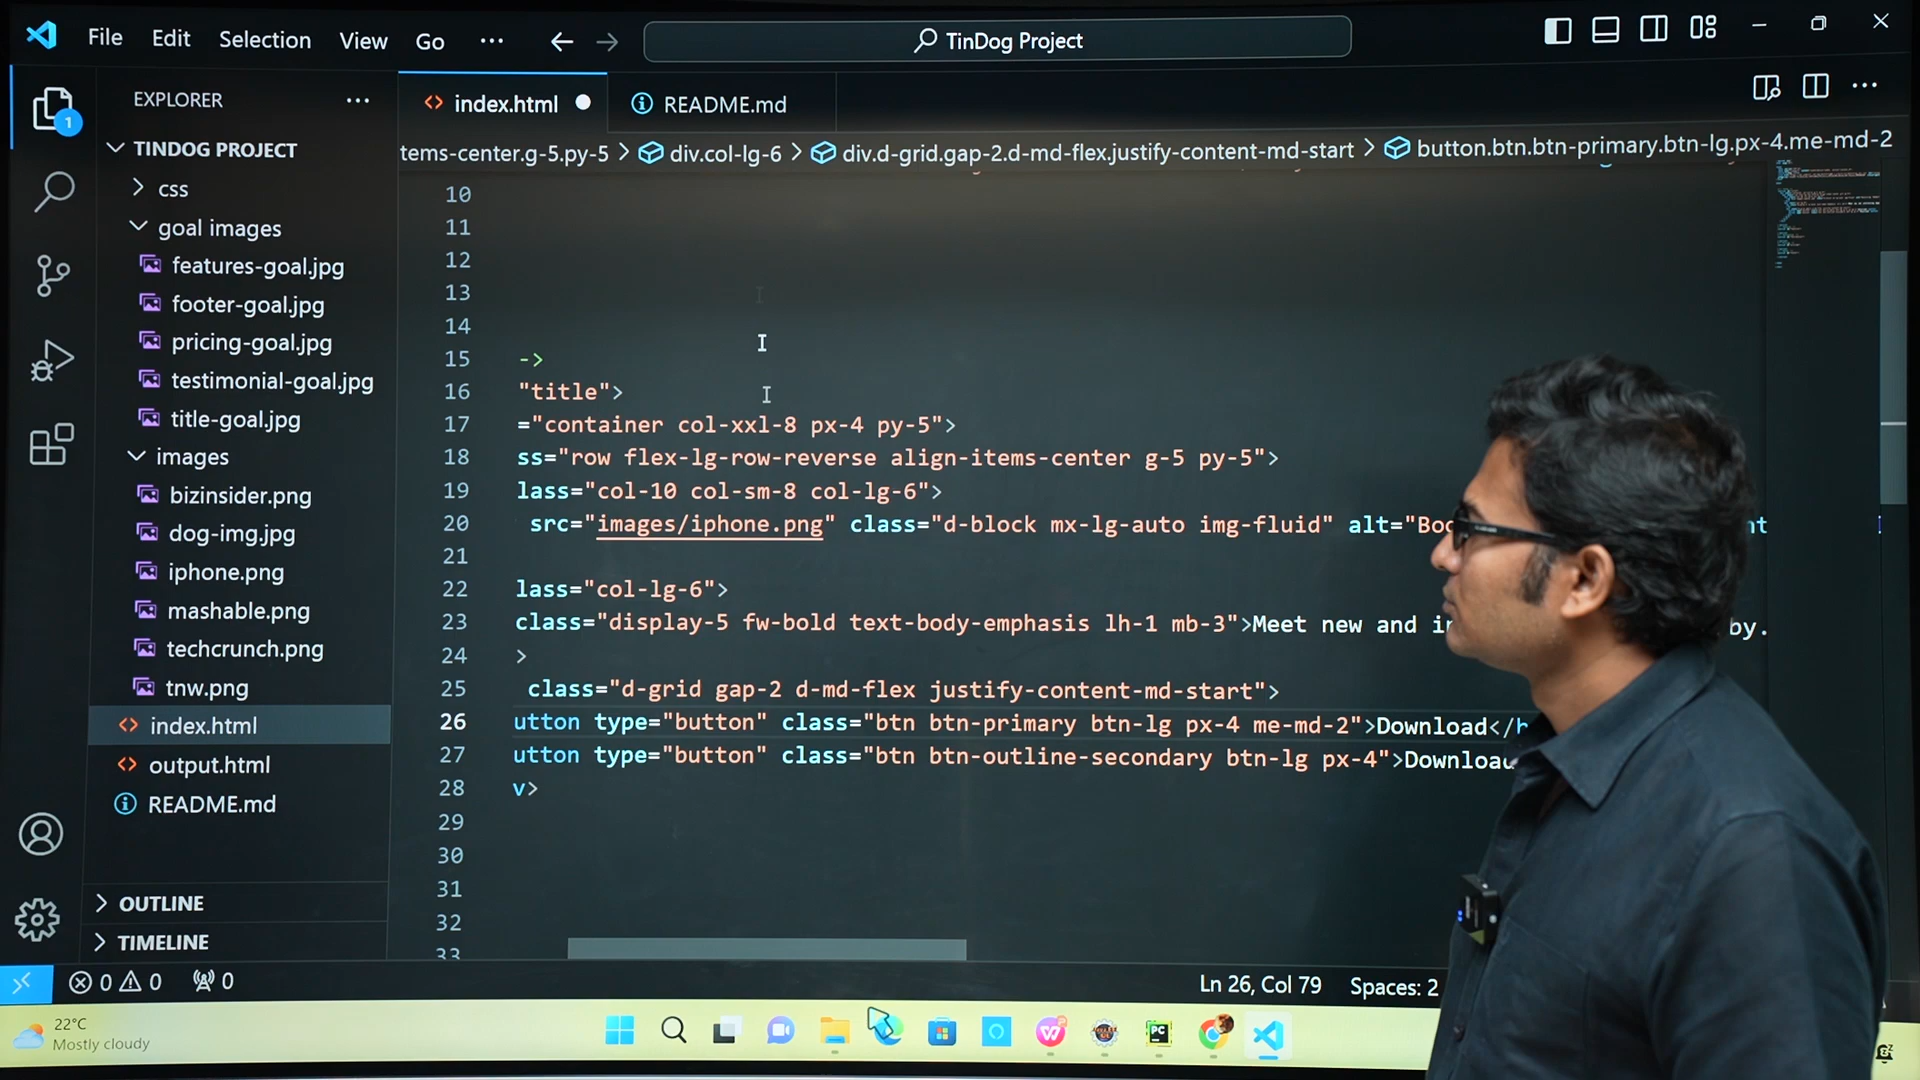 File Edit Selection View Go ··· TinDog Project
EXPLORER ···
index.html
README.md
1
TINDOG PROJECT
tems-center.g-5.py-5 > div.col-lg-6 > div.d-grid.gap-2.d-md-flex.justify-content-md-start > button.btn.btn-primary.btn-lg.px-4.me-md-2
css
goal images
features-goal.jpg
footer-goal.jpg
pricing-goal.jpg
testimonial-goal.jpg
title-goal.jpg
images
bizinsider.png
dog-img.jpg
iphone.png
mashable.png
techcrunch.png
tnw.png
index.html
output.html
README.md
OUTLINE
TIMELINE
10
11
12
13
14
15 ->
16 "title">
17 ="container col-xxl-8 px-4 py-5">
18 ss="row flex-lg-row-reverse align-items-center g-5 py-5">
19 lass="col-10 col-sm-8 col-lg-6">
20 src="images/iphone.png" class="d-block mx-lg-auto img-fluid" alt="Boo
21
22 lass="col-lg-6">
23 class="display-5 fw-bold text-body-emphasis lh-1 mb-3">Meet new and in by.
24 >
25 class="d-grid gap-2 d-md-flex justify-content-md-start">
26 utton type="button" class="btn btn-primary btn-lg px-4 me-md-2">Download</b
27 utton type="button" class="btn btn-outline-secondary btn-lg px-4">Download
28 v>
29
30
31
32
33
0 0 0
Ln 26, Col 79 Spaces: 2
22°C
Mostly cloudy
PC